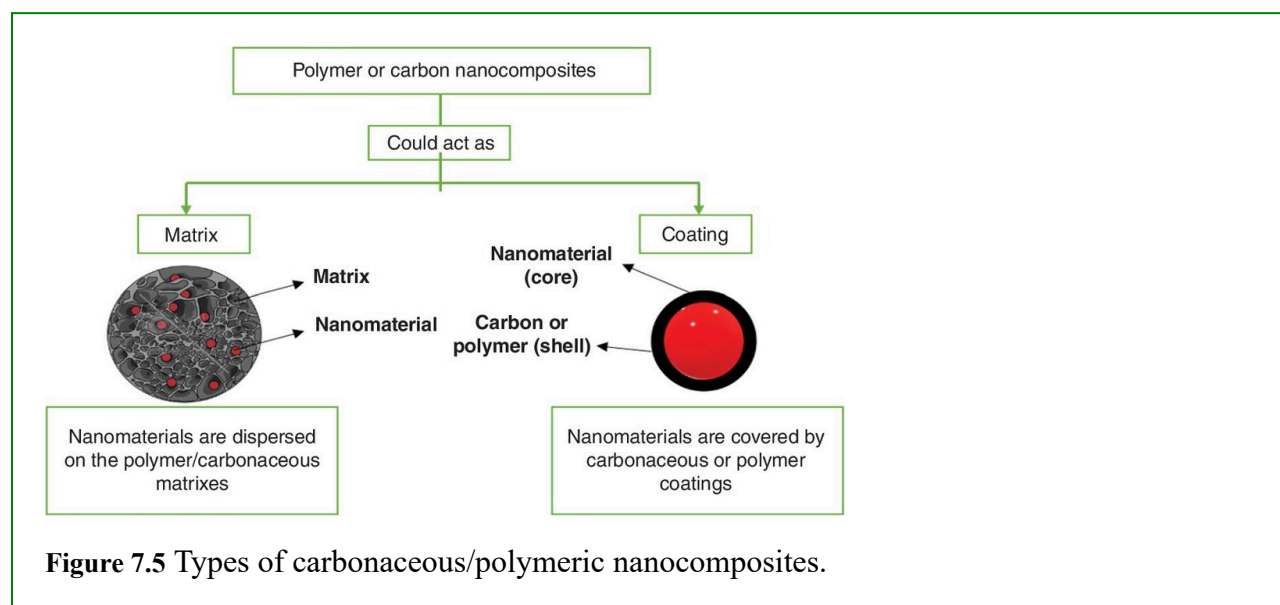 Polymer or carbon nanocomposites
Could act as
Matrix
Coating
Matrix
Nanomaterial
Nanomaterial
(core)
Carbon or
polymer (shell)
Nanomaterials are dispersed
on the polymer/carbonaceous
matrixes
Nanomaterials are covered by
carbonaceous or polymer
coatings
Figure 7.5 Types of carbonaceous/polymeric nanocomposites.